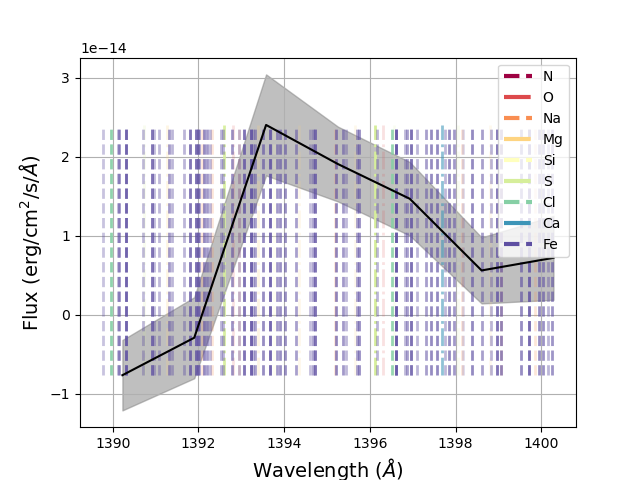 1e−14
3
2
1
0
−1
Flux (erg/cm²/s/Å)
1390 1392 1394 1396 1398 1400
Wavelength (Å)
N
O
Na
Mg
Si
S
Cl
Ca
Fe